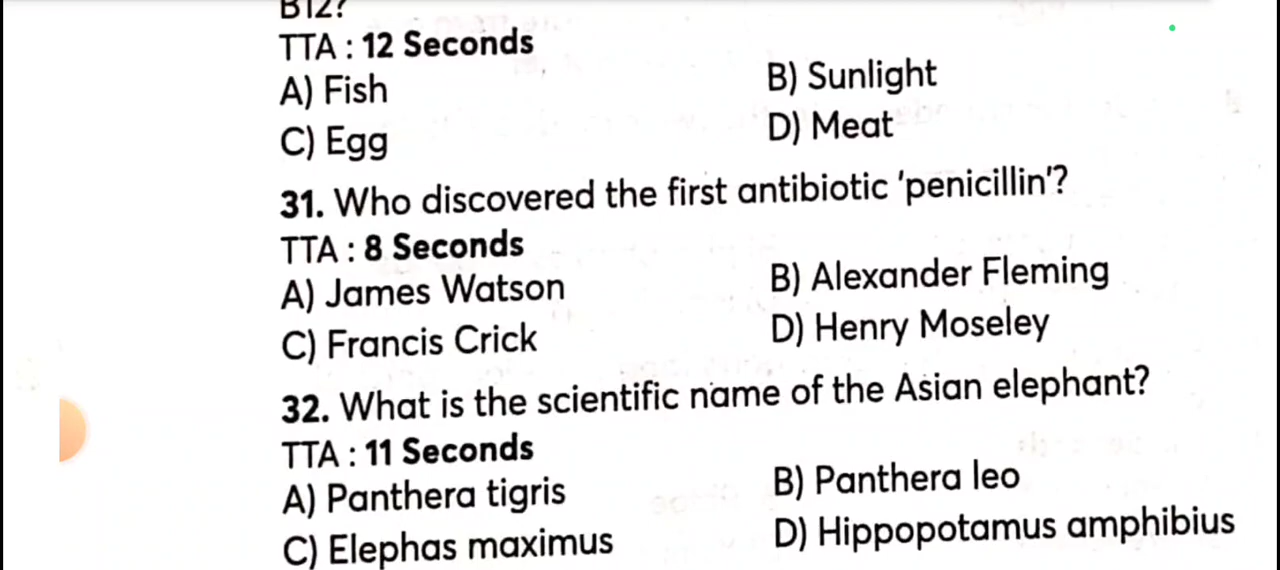 B12?
TTA : 12 Seconds
A) Fish
B) Sunlight
C) Egg
D) Meat
31. Who discovered the first antibiotic 'penicillin'?
TTA : 8 Seconds
A) James Watson
B) Alexander Fleming
C) Francis Crick
D) Henry Moseley
32. What is the scientific name of the Asian elephant?
TTA : 11 Seconds
A) Panthera tigris
B) Panthera leo
C) Elephas maximus
D) Hippopotamus amphibius